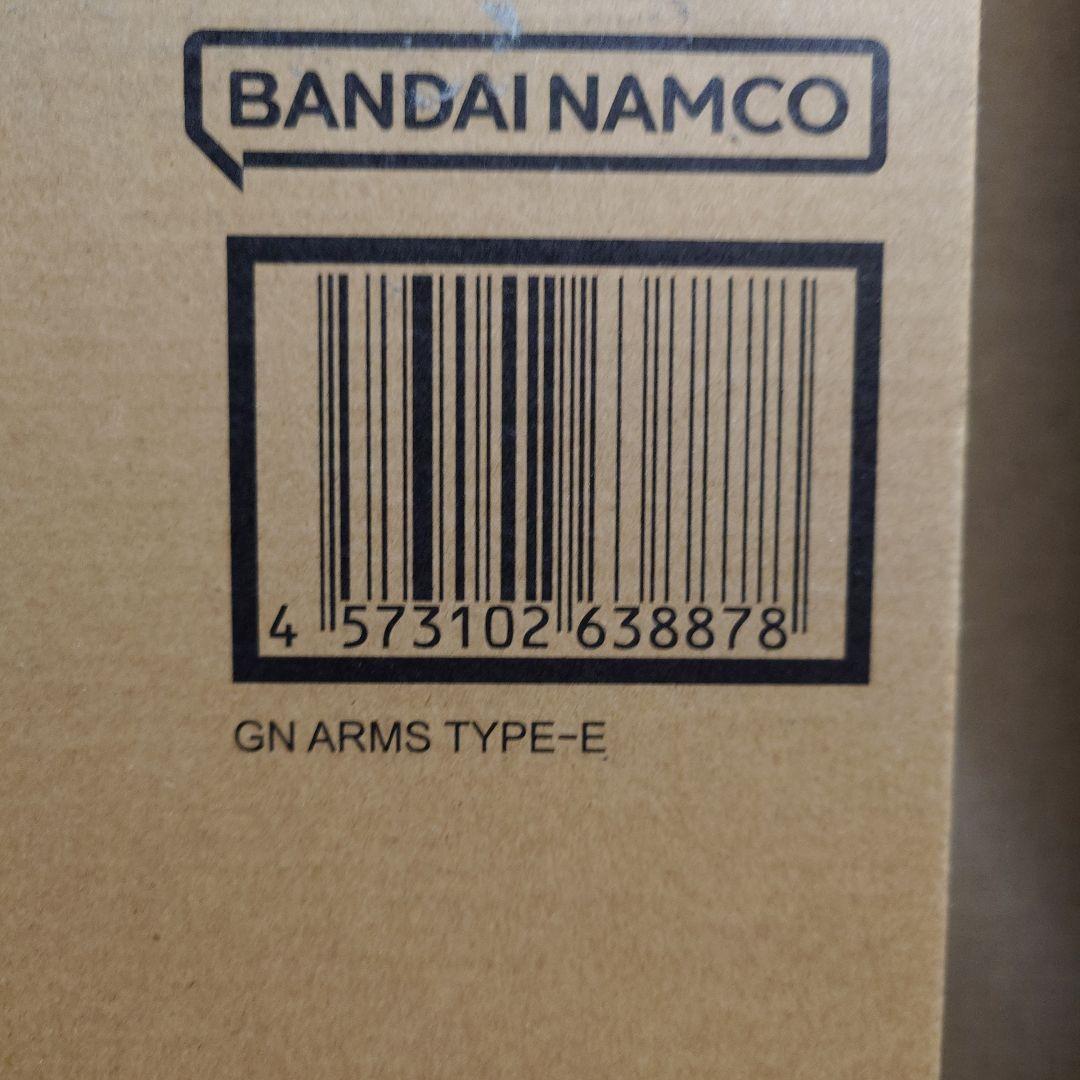 BANDAI NAMCO
4 573102 638878
GN ARMS TYPE-E